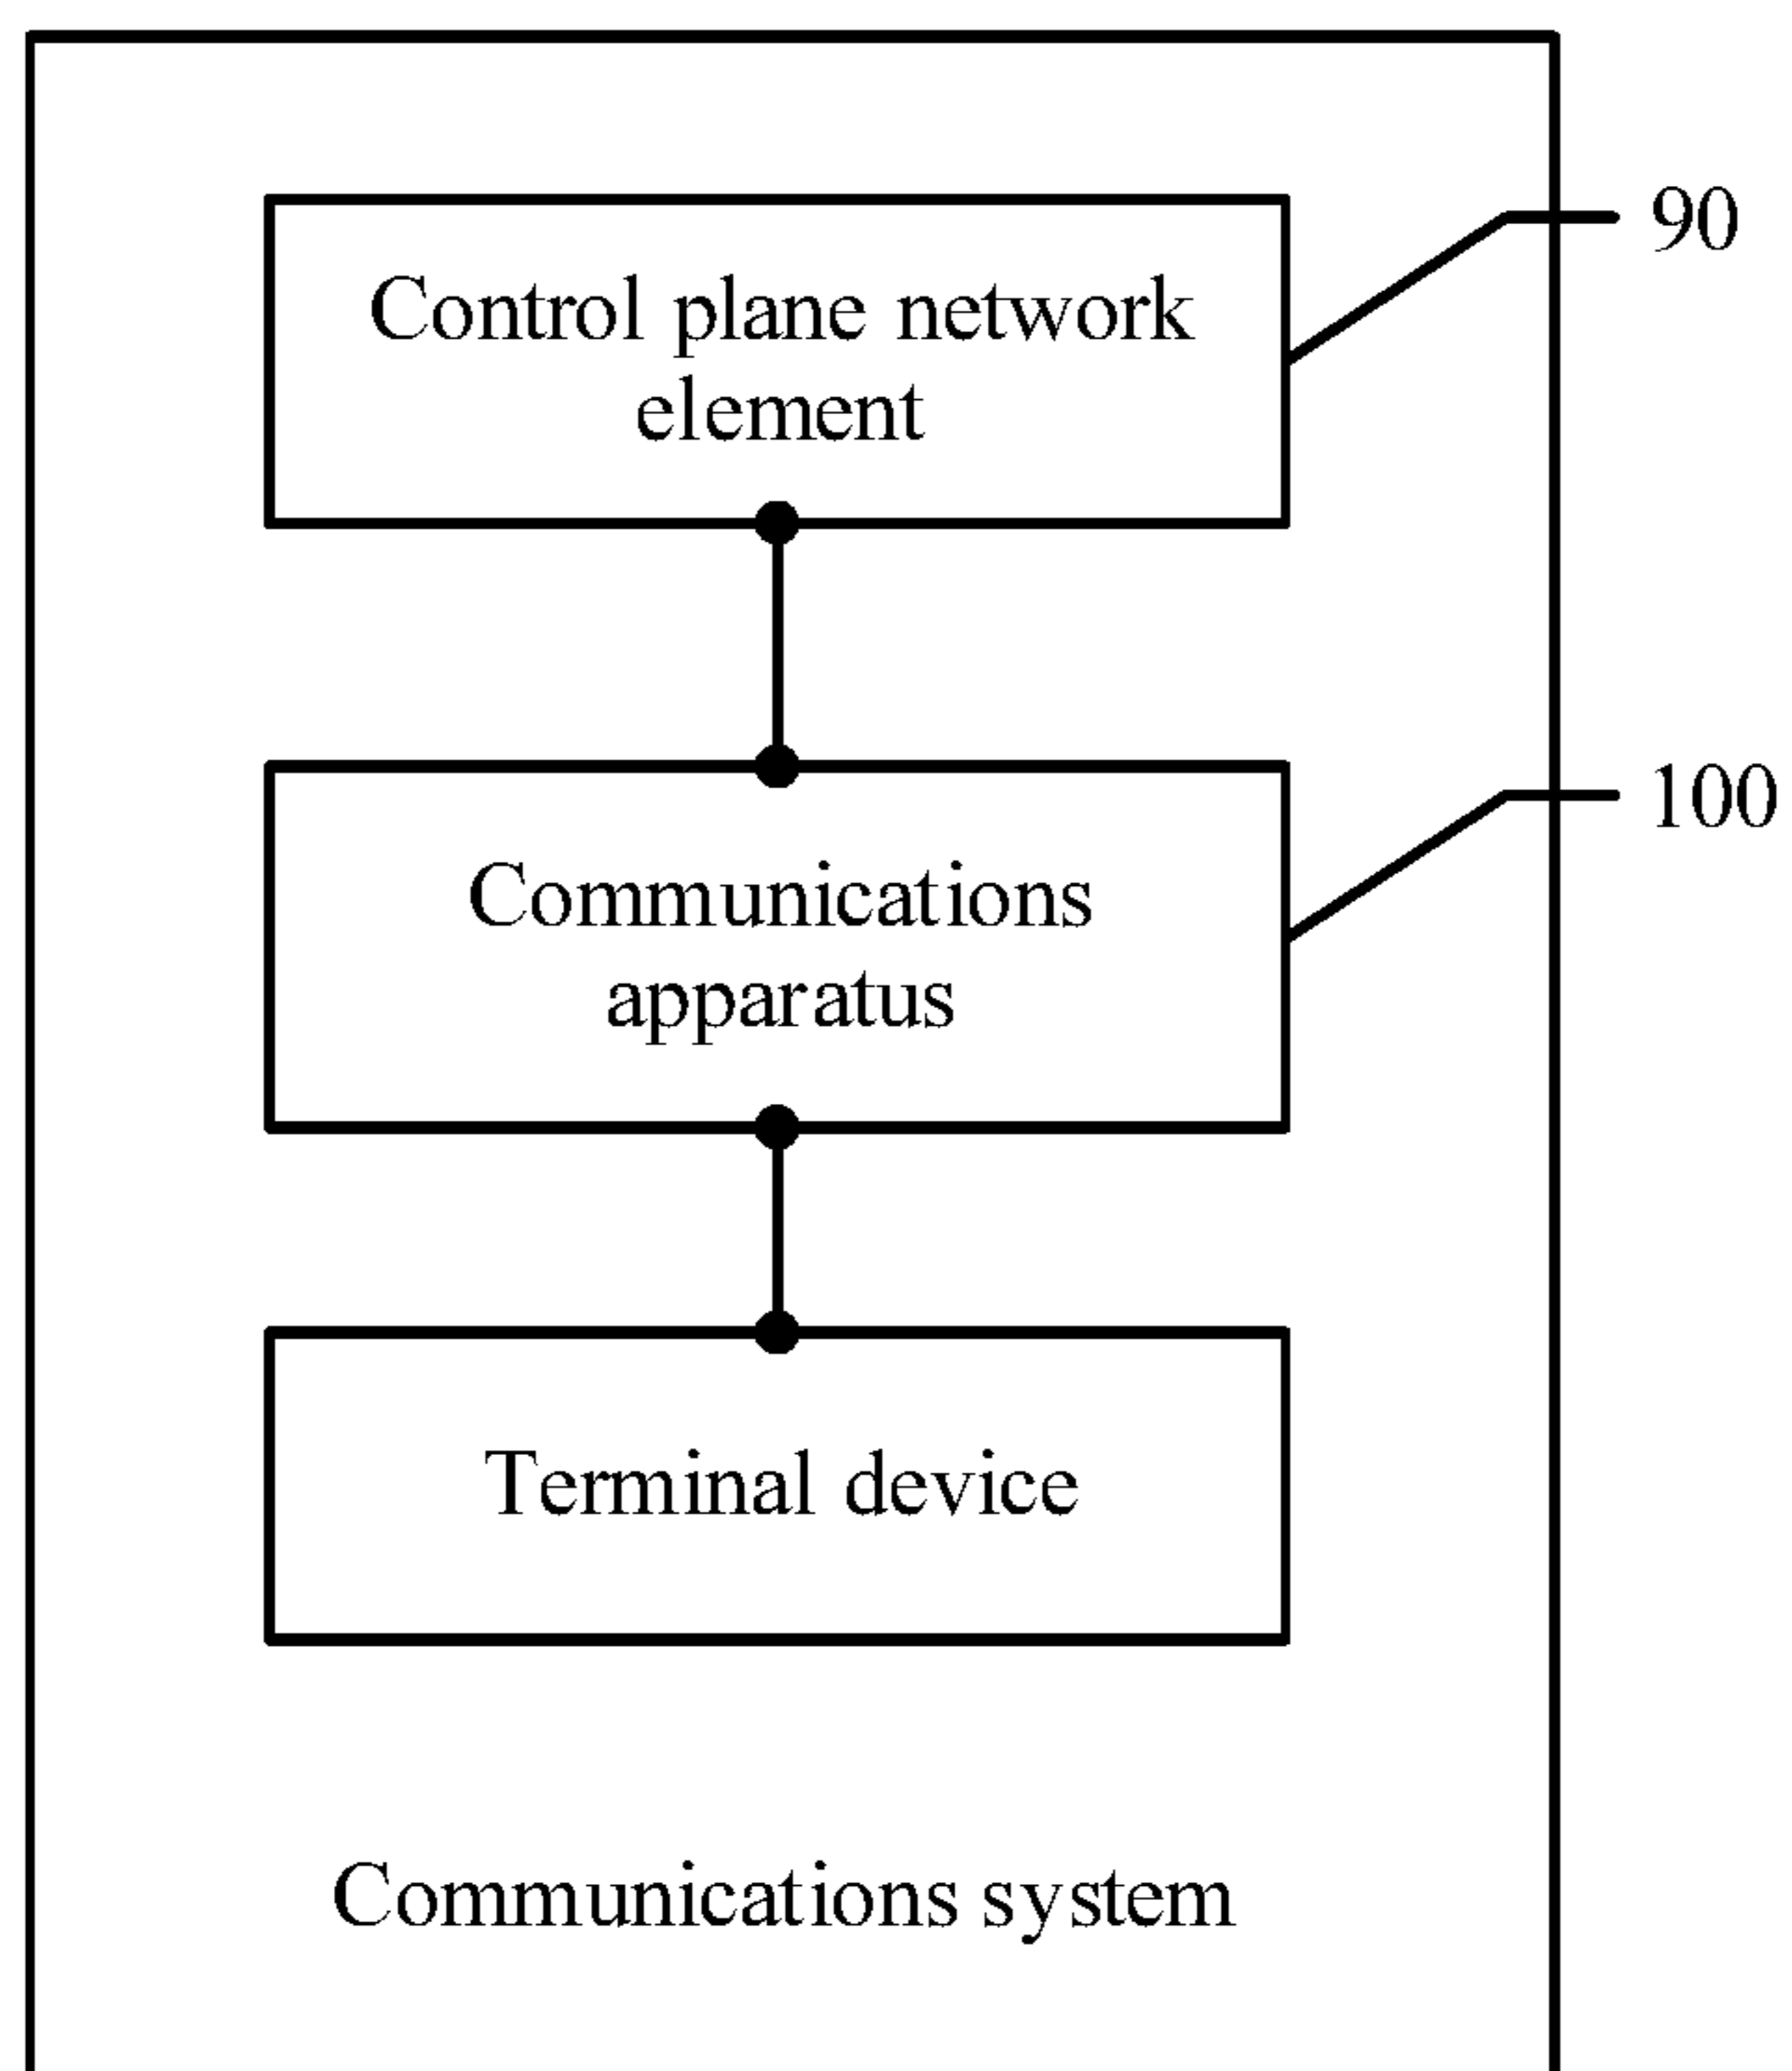 Control plane network
element
90
Communications
apparatus
100
Terminal device
Communications system